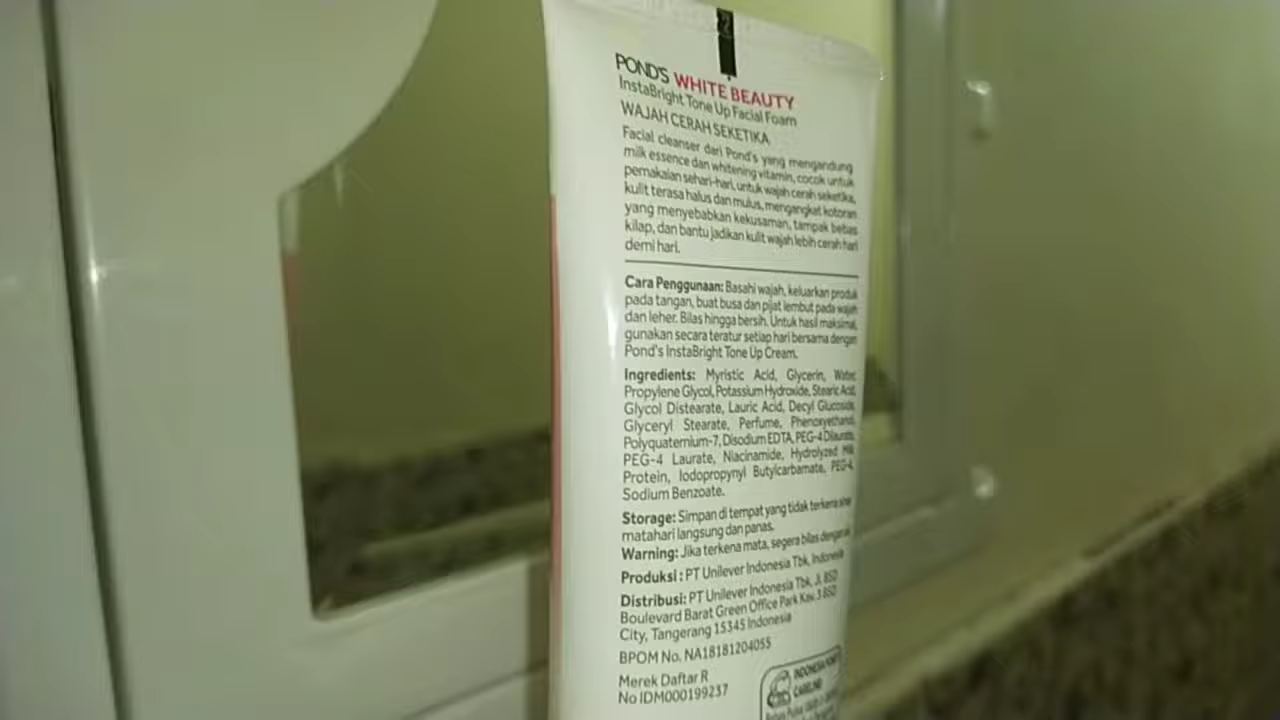 POND'S WHITE BEAUTY
InstaBright Tone Up Facial Foam
WAJAH CERAH SEKETIKA
Facial cleanser dari Pond's yang mengandung
milk essence dan whitening vitamin, cocok untuk
pemakaian sehari-hari, untuk wajah cerah seketika,
kulit terasa halus dan mulus, mengangkat kotoran
yang menyebabkan kekusaman, tampak bebas
kilap, dan bantu jadikan kulit wajah lebih cerah hari
demi hari.
Cara Penggunaan: Basahi wajah, keluarkan produk
pada tangan, buat busa dan pijat lembut pada wajah
dan leher. Bilas hingga bersih. Untuk hasil maksimal,
gunakan secara teratur setiap hari bersama dengan
Pond's InstaBright Tone Up Cream.
Ingredients: Myristic Acid, Glycerin, Water,
Propylene Glycol, Potassium Hydroxide, Stearic Acid,
Glycol Distearate, Lauric Acid, Decyl Glucoside,
Glyceryl Stearate, Perfume, Phenoxyethanol,
Polyquaternium-7, Disodium EDTA, PEG-4 Dilaurate,
PEG-4 Laurate, Niacinamide, Hydrolyzed Milk
Protein, Iodopropynyl Butylcarbamate, PEG-4,
Sodium Benzoate.
Storage: Simpan di tempat yang tidak terkena sinar
matahari langsung dan panas.
Warning: Jika terkena mata, segera bilas dengan air
Produksi : PT Unilever Indonesia Tbk, Indonesia
Distribusi: PT Unilever Indonesia Tbk. Jl. BSD
Boulevard Barat Green Office Park Kav. 3 BSD
City, Tangerang 15345 Indonesia
BPOM No. NA18181204055
Merek Daftar R
No IDM000199237
INDONESIA
CARELINE